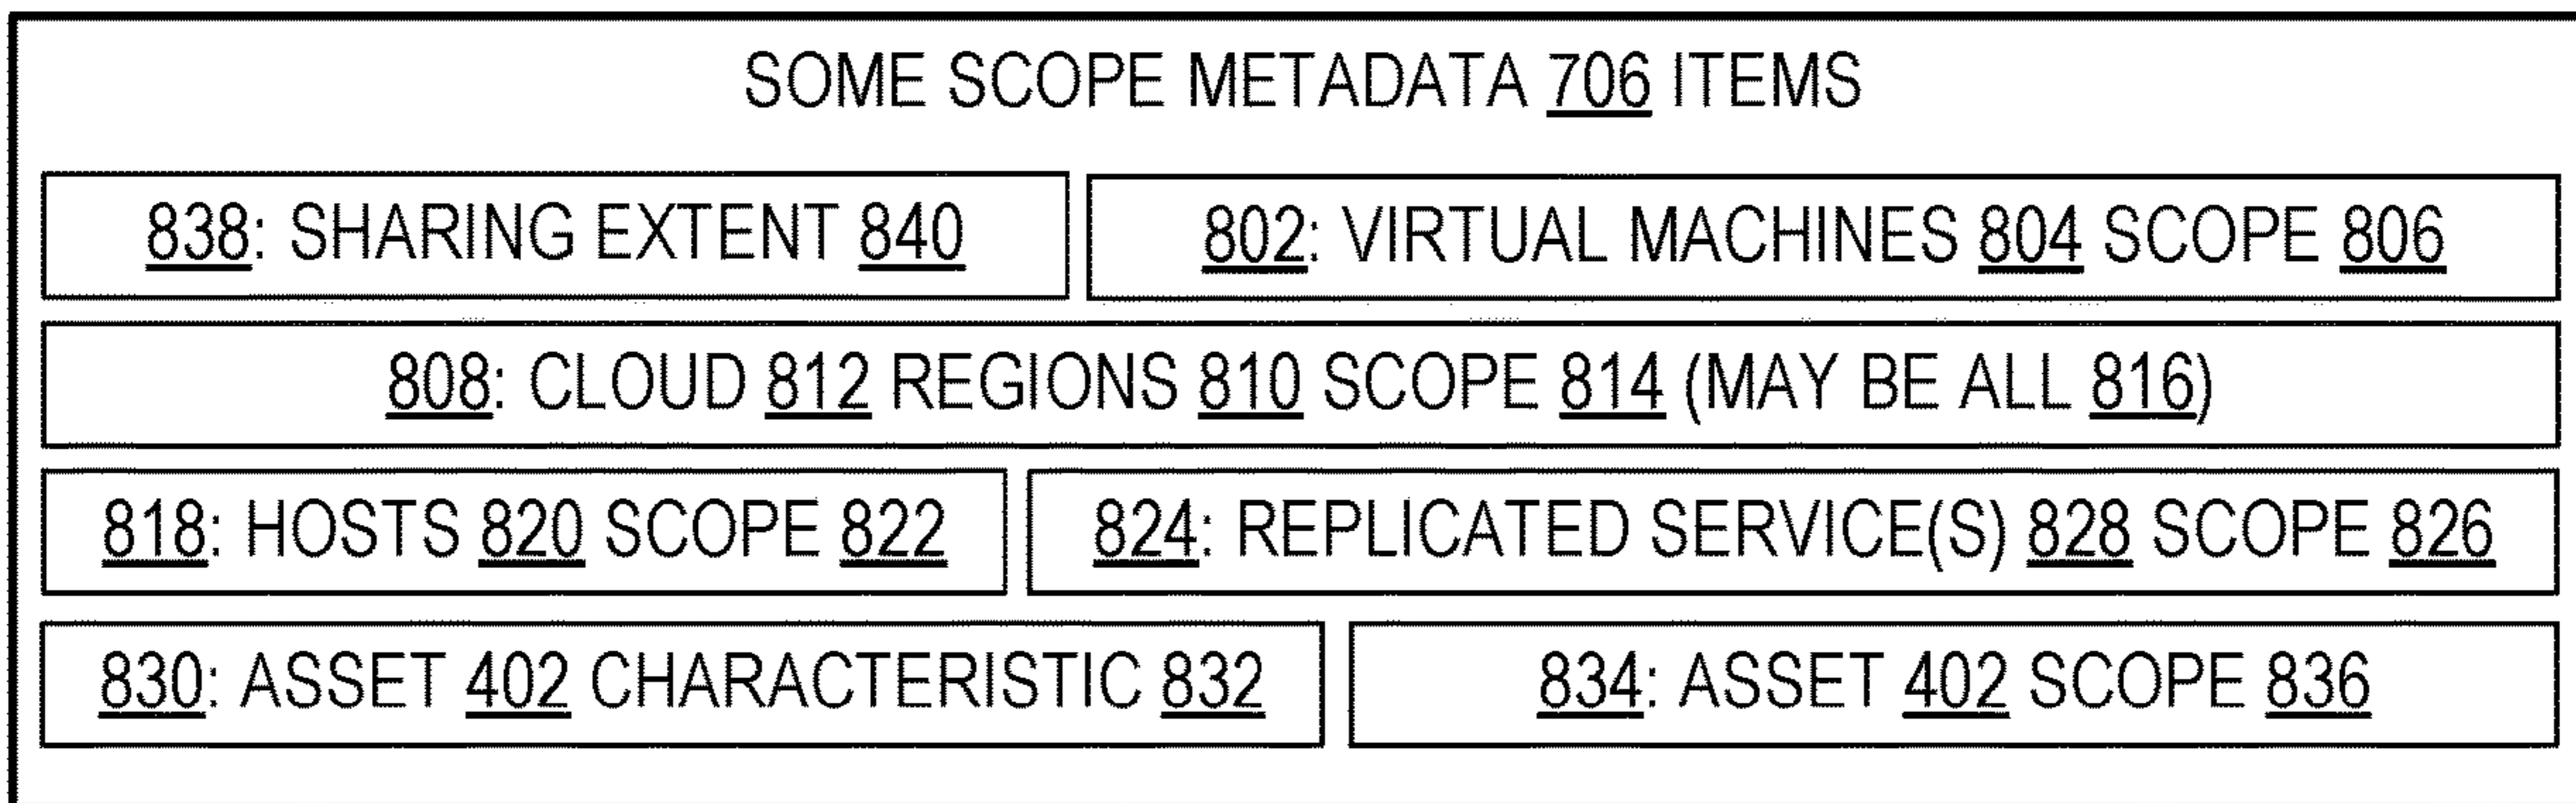 SOME SCOPE METADATA 706 ITEMS
838: SHARING EXTENT 840
802: VIRTUAL MACHINES 804 SCOPE 806
808: CLOUD 812 REGIONS 810 SCOPE 814 (MAY BE ALL 816)
818: HOSTS 820 SCOPE 822
824: REPLICATED SERVICE(S) 828 SCOPE 826
830: ASSET 402 CHARACTERISTIC 832
834: ASSET 402 SCOPE 836